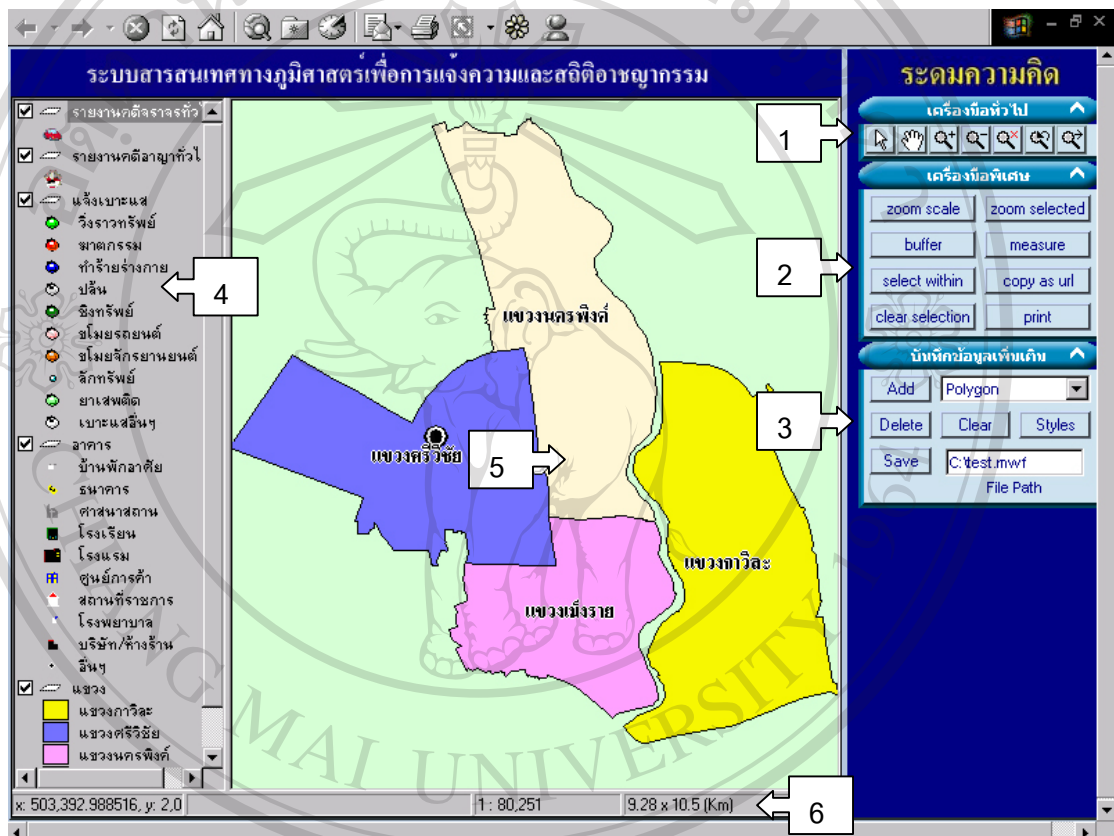 ระบบสารสนเทศทางภูมิศาสตร์เพื่อการแจ้งความและสถิติอาชญากรรม
ระดมความคิด
รายงานคดีจราจรทั่วไ
รายงานคดีอาญาทั่วไ
แจ้งเบาะแส
วิ่งราวทรัพย์
ฆาตกรรม
ทำร้ายร่างกาย
ปล้น
ชิงทรัพย์
ขโมยรถยนต์
ขโมยจักรยานยนต์
ลักทรัพย์
ยาเสพติด
เบาะแสอื่นๆ
อาคาร
บ้านพักอาศัย
ธนาคาร
ศาสนาสถาน
โรงเรียน
โรงแรม
ศูนย์การค้า
สถานที่ราชการ
โรงพยาบาล
บริษัท/ห้างร้าน
อื่นๆ
แขวง
แขวงกาวิละ
แขวงศรีวิชัย
แขวงนครพิงค์
4
แขวงนครพิงค์
แขวงศรีวิชัย
5
แขวงกาวิละ
แขวงเม็งราย
1
เครื่องมือทั่วไป
เครื่องมือพิเศษ
2
zoom scale
zoom selected
buffer
measure
select within
copy as url
clear selection
print
บันทึกข้อมูลเพิ่มเติม
3
Add
Polygon
Delete
Clear
Styles
Save
C:\test.mwf
File Path
x: 503,392.988516, y: 2,0
1 : 80,251
9.28 x 10.5 (Km)
6
CHIANG MAI UNIVERSITY
1964